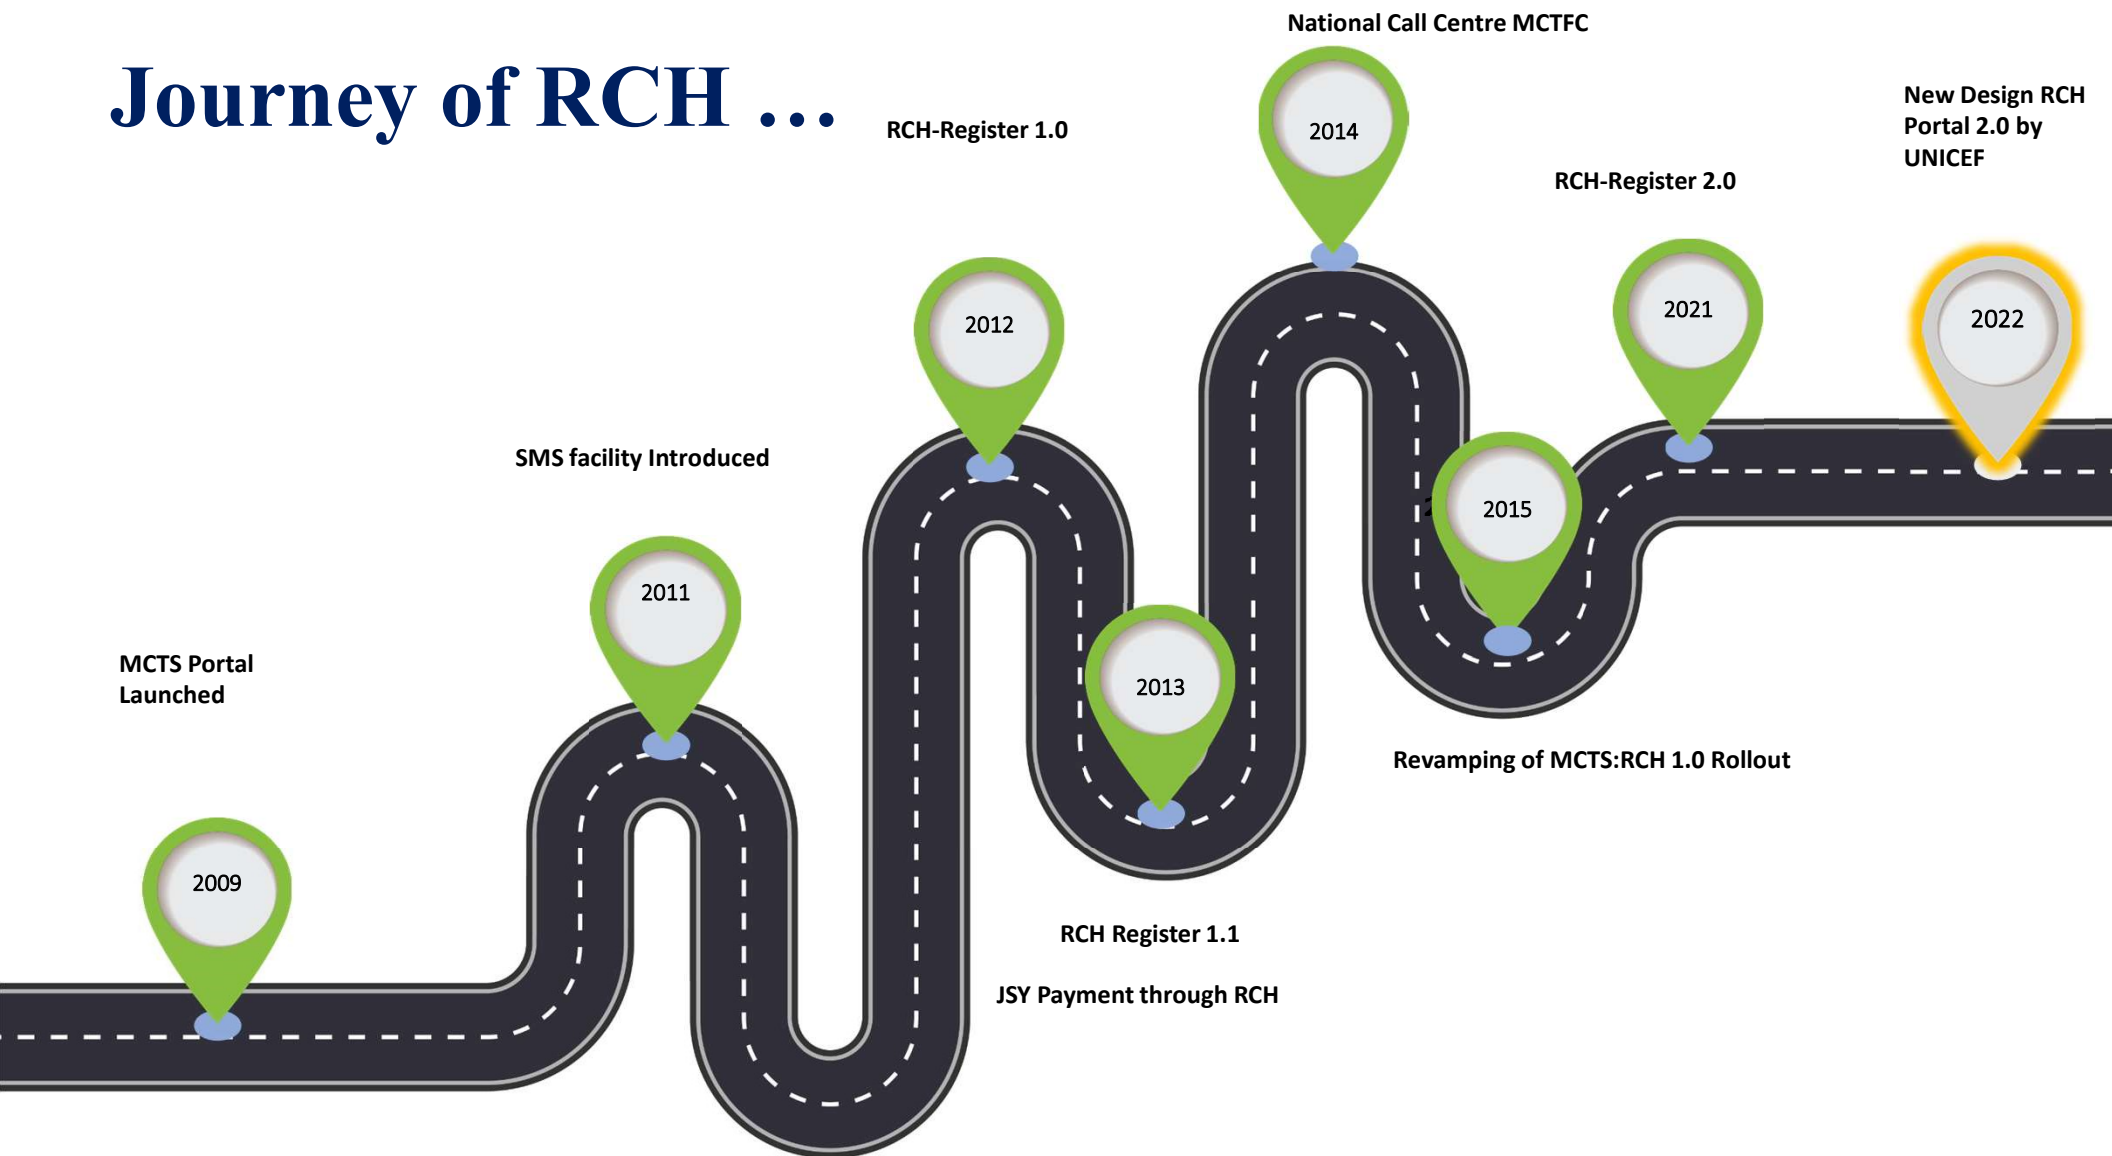 Journey of RCH ...
MCTS Portal
Launched
2009
SMS facility Introduced
2011
RCH-Register 1.0
2012
2013
RCH Register 1.1
JSY Payment through RCH
National Call Centre MCTFC
2014
2015
Revamping of MCTS:RCH 1.0 Rollout
RCH-Register 2.0
2021
New Design RCH
Portal 2.0 by
UNICEF
2022